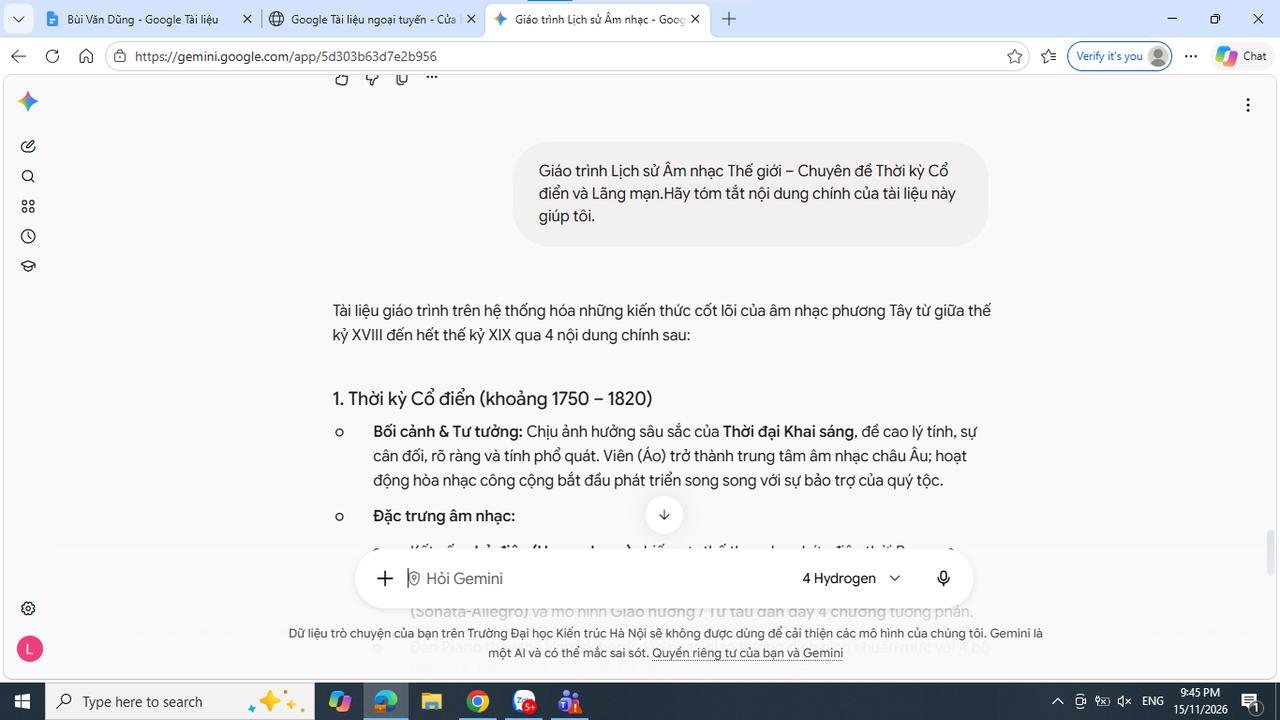 Bùi Văn Dũng - Google Tài liệu
Google Tài liệu ngoại tuyến - Cửa
Giáo trình Lịch sử Âm nhạc - Goog
https://gemini.google.com/app/5d303b63d7e2b956
Verify it's you
Chat
Giáo trình Lịch sử Âm nhạc Thế giới – Chuyên đề Thời kỳ Cổ
điển và Lãng mạn.Hãy tóm tắt nội dung chính của tài liệu này
giúp tôi.
Tài liệu giáo trình trên hệ thống hóa những kiến thức cốt lõi của âm nhạc phương Tây từ giữa thế
kỷ XVIII đến hết thế kỷ XIX qua 4 nội dung chính sau:
1. Thời kỳ Cổ điển (khoảng 1750 – 1820)
Bối cảnh & Tư tưởng: Chịu ảnh hưởng sâu sắc của Thời đại Khai sáng, đề cao lý tính, sự
cân đối, rõ ràng và tính phổ quát. Viên (Áo) trở thành trung tâm âm nhạc châu Âu; hoạt
động hòa nhạc công cộng bắt đầu phát triển song song với sự bảo trợ của quý tộc.
Đặc trưng âm nhạc:
Hỏi Gemini
4 Hydrogen
(Sonata-Allegro) và mô hình Giao hưởng / Tứ tấu dàn dây 4 chương tương phản.
Dữ liệu trò chuyện của bạn trên Trường Đại học Kiến trúc Hà Nội sẽ không được dùng để cải thiện các mô hình của chúng tôi. Gemini là
một AI và có thể mắc sai sót. Quyền riêng tư của bạn và Gemini
Type here to search
5+
ENG
9:45 PM
15/11/2026
1
L